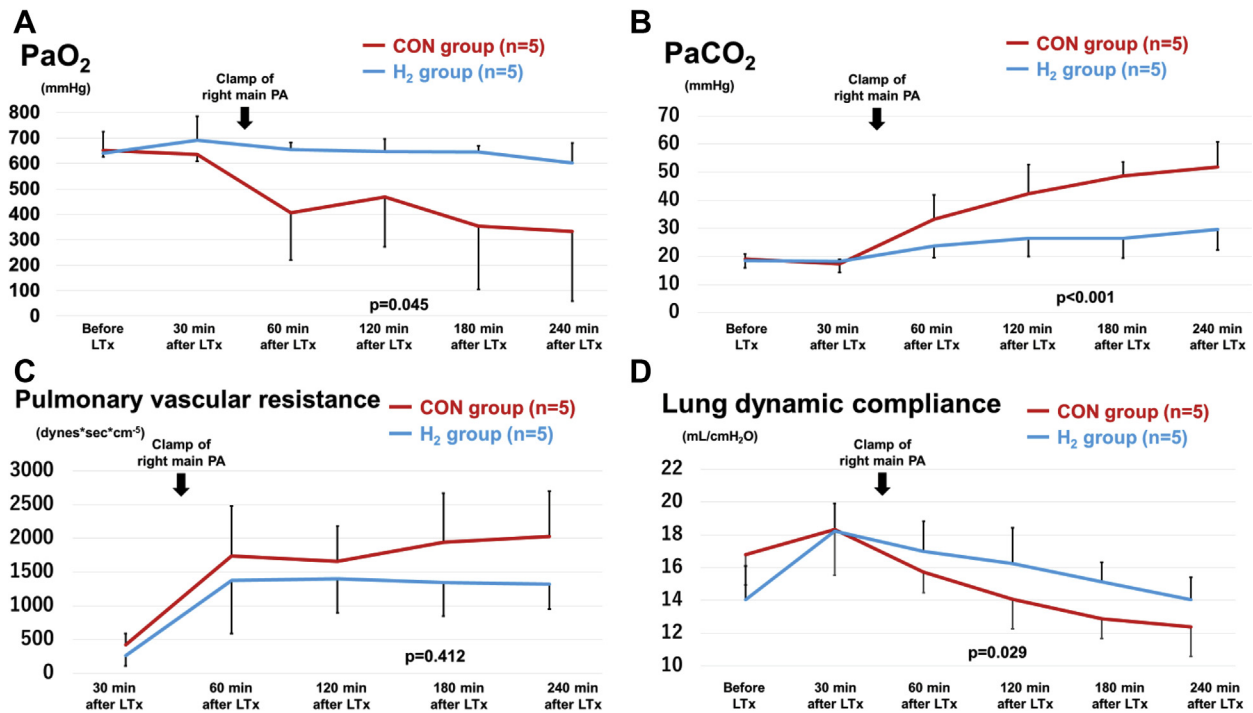 A
PaO₂
(mmHg)
CON group (n=5)
H₂ group (n=5)
Clamp of
right main PA
800
700
600
500
400
300
200
100
0
p=0.045
Before
LTx
30 min
after LTx
60 min
after LTx
120 min
after LTx
180 min
after LTx
240 min
after LTx
B
PaCO₂
(mmHg)
CON group (n=5)
H₂ group (n=5)
Clamp of
right main PA
70
60
50
40
30
20
10
0
p<0.001
Before
LTx
30 min
after LTx
60 min
after LTx
120 min
after LTx
180 min
after LTx
240 min
after LTx
C
Pulmonary vascular resistance
(dynes*sec*cm⁻⁵)
CON group (n=5)
H₂ group (n=5)
Clamp of
right main PA
3000
2500
2000
1500
1000
500
0
p=0.412
30 min
after LTx
60 min
after LTx
120 min
after LTx
180 min
after LTx
240 min
after LTx
D
Lung dynamic compliance
(mL/cmH₂O)
CON group (n=5)
H₂ group (n=5)
Clamp of
right main PA
22
20
18
16
14
12
10
p=0.029
Before
LTx
30 min
after LTx
60 min
after LTx
120 min
after LTx
180 min
after LTx
240 min
after LTx